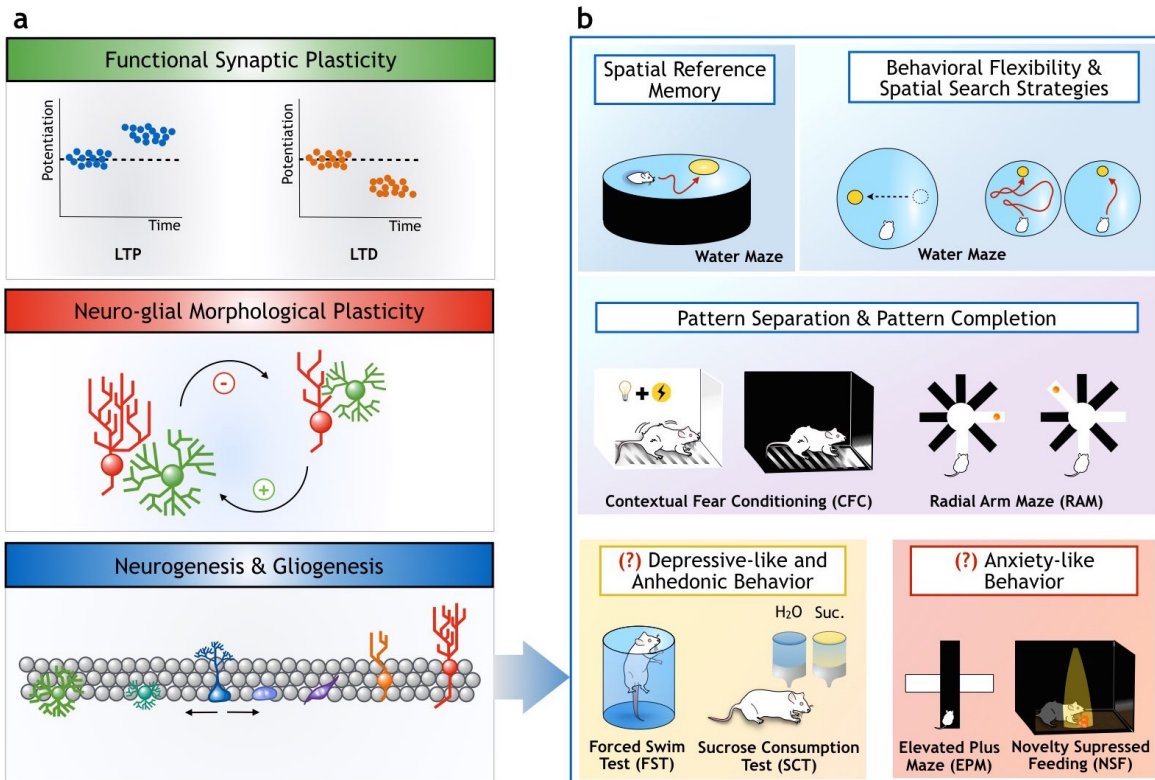 a
Functional Synaptic Plasticity
Potentiation
Time
LTP
Potentiation
Time
LTD
Neuro-glial Morphological Plasticity
-
+
Neurogenesis & Gliogenesis
b
Spatial Reference
Memory
Water Maze
Behavioral Flexibility &
Spatial Search Strategies
Water Maze
Pattern Separation & Pattern Completion
+
Contextual Fear Conditioning (CFC)
Radial Arm Maze (RAM)
(?) Depressive-like and
Anhedonic Behavior
H₂O Suc.
Forced Swim
Test (FST)
Sucrose Consumption
Test (SCT)
(?) Anxiety-like
Behavior
Elevated Plus
Maze (EPM)
Novelty Supressed
Feeding (NSF)